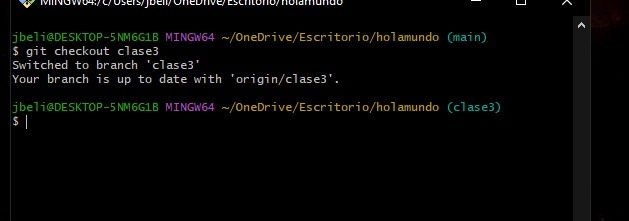 MINGW64:/c/Users/jbeli/OneDrive/Escritorio/holamundo
jbeli@DESKTOP-5NM6G1B MINGW64 ~/OneDrive/Escritorio/holamundo (main)
$ git checkout clase3
Switched to branch 'clase3'
Your branch is up to date with 'origin/clase3'.
jbeli@DESKTOP-5NM6G1B MINGW64 ~/OneDrive/Escritorio/holamundo (clase3)
$